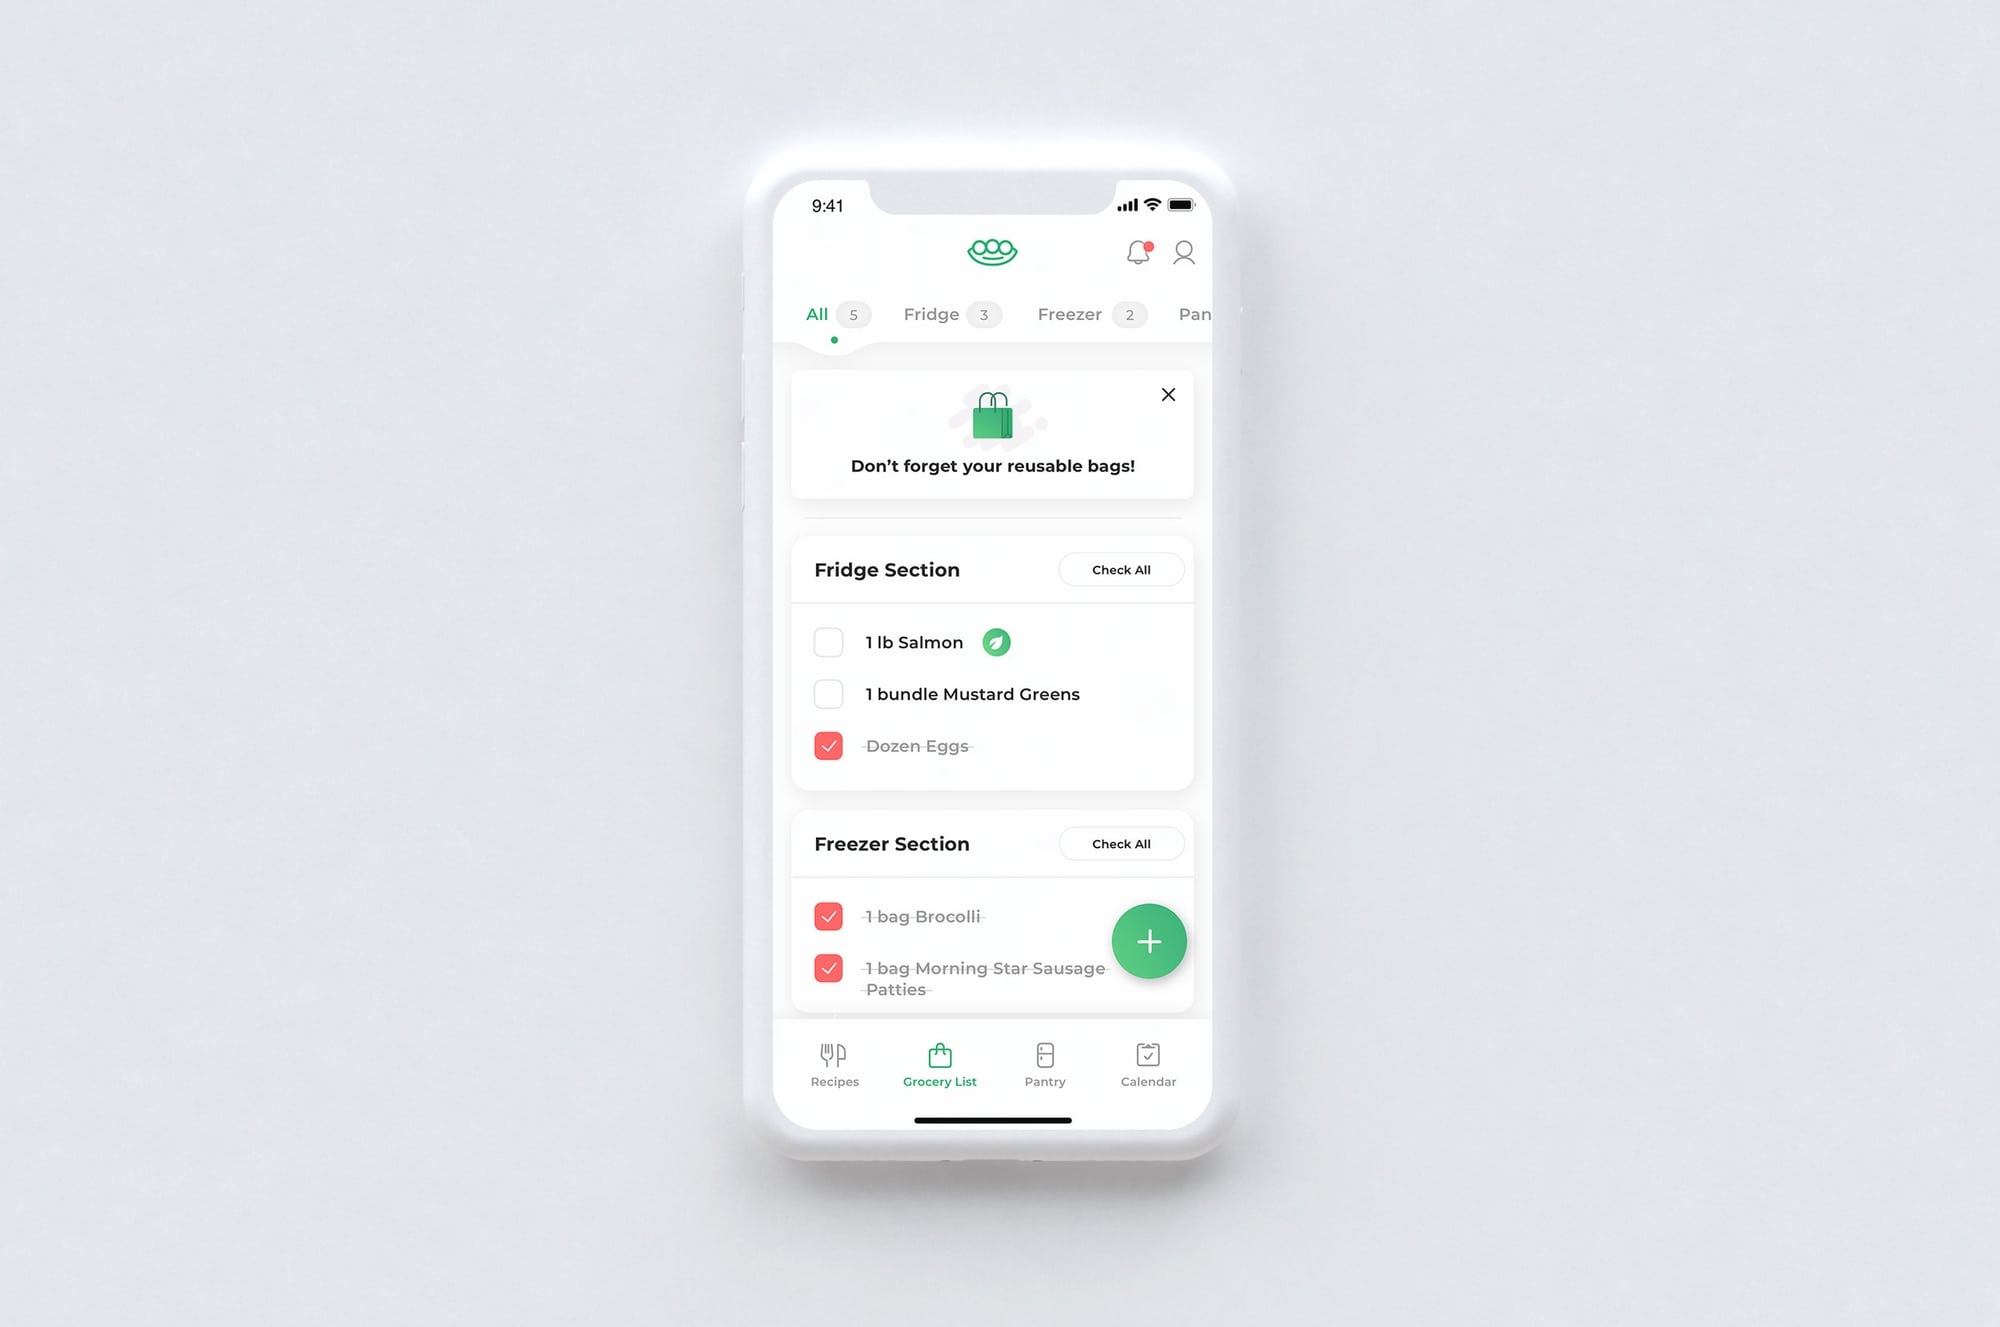 9:41
All 5 Fridge 3 Freezer 2 Pan
Don't forget your reusable bags!
Fridge Section Check All
1 lb Salmon
1 bundle Mustard Greens
Dozen Eggs
Freezer Section Check All
1 bag Brocolli
1 bag Morning Star Sausage
Patties
Recipes Grocery List Pantry Calendar